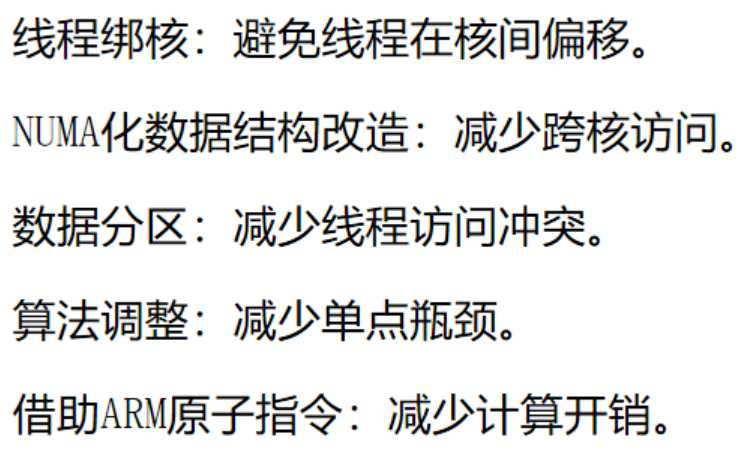 线程绑核：避免线程在核间偏移。
NUMA化数据结构改造：减少跨核访问。
数据分区：减少线程访问冲突。
算法调整：减少单点瓶颈。
借助ARM原子指令：减少计算开销。